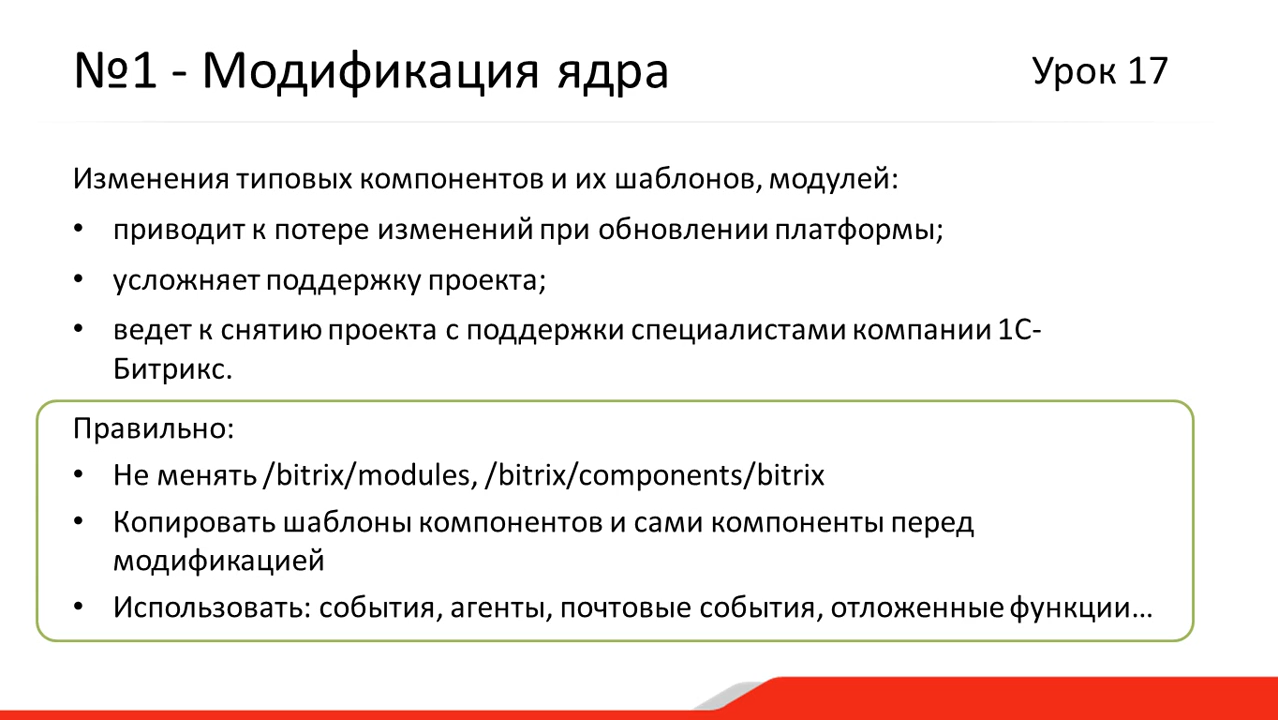 №1 - Модификация ядра
Урок 17
Изменения типовых компонентов и их шаблонов, модулей:
• приводит к потере изменений при обновлении платформы;
• усложняет поддержку проекта;
• ведет к снятию проекта с поддержки специалистами компании 1С-
Битрикс.
Правильно:
• Не менять /bitrix/modules, /bitrix/components/bitrix
• Копировать шаблоны компонентов и сами компоненты перед
модификацией
• Использовать: события, агенты, почтовые события, отложенные функции…